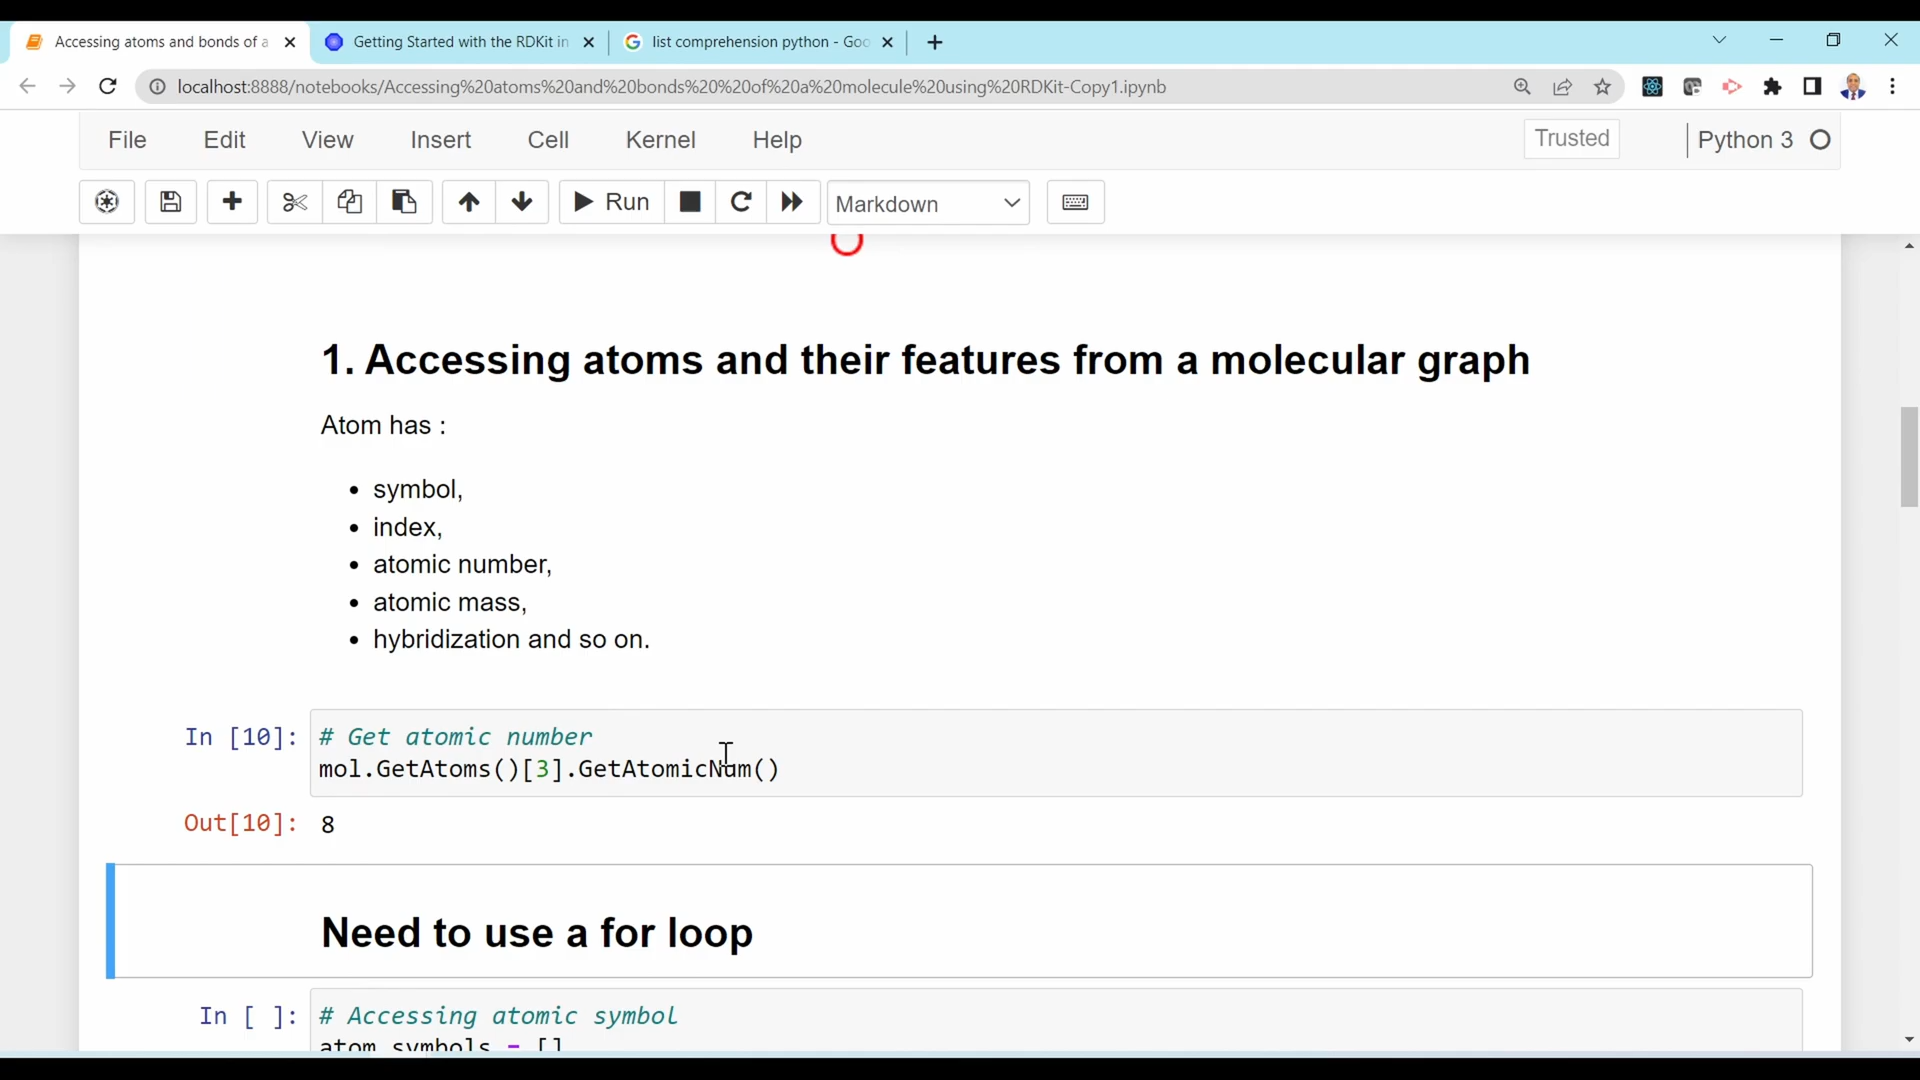 Accessing atoms and bonds of a
Getting Started with the RDKit in
list comprehension python - Goo
localhost:8888/notebooks/Accessing%20atoms%20and%20bonds%20%20of%20a%20molecule%20using%20RDKit-Copy1.ipynb
File Edit View Insert Cell Kernel Help Trusted Python 3
Run Markdown
1. Accessing atoms and their features from a molecular graph
Atom has :
• symbol,
• index,
• atomic number,
• atomic mass,
• hybridization and so on.
In [10]: # Get atomic number
mol.GetAtoms()[3].GetAtomicNum()
Out[10]: 8
Need to use a for loop
In [ ]: # Accessing atomic symbol
atom_symbols = []